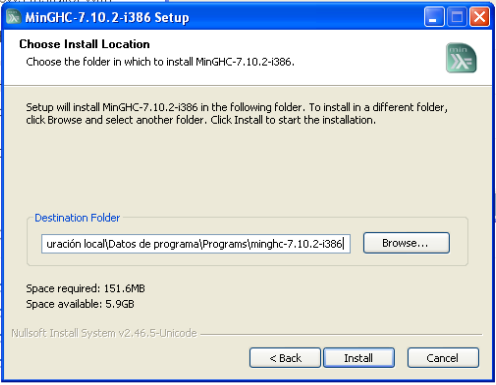 MinGHC-7.10.2-i386 Setup
Choose Install Location
Choose the folder in which to install MinGHC-7.10.2-i386.
Setup will install MinGHC-7.10.2-i386 in the following folder. To install in a different folder,
click Browse and select another folder. Click Install to start the installation.
Destination Folder
uración local\Datos de programa\Programs\minghc-7.10.2-i386
Browse...
Space required: 151.6MB
Space available: 5.9GB
Nullsoft Install System v2.46.5-Unicode
< Back
Install
Cancel